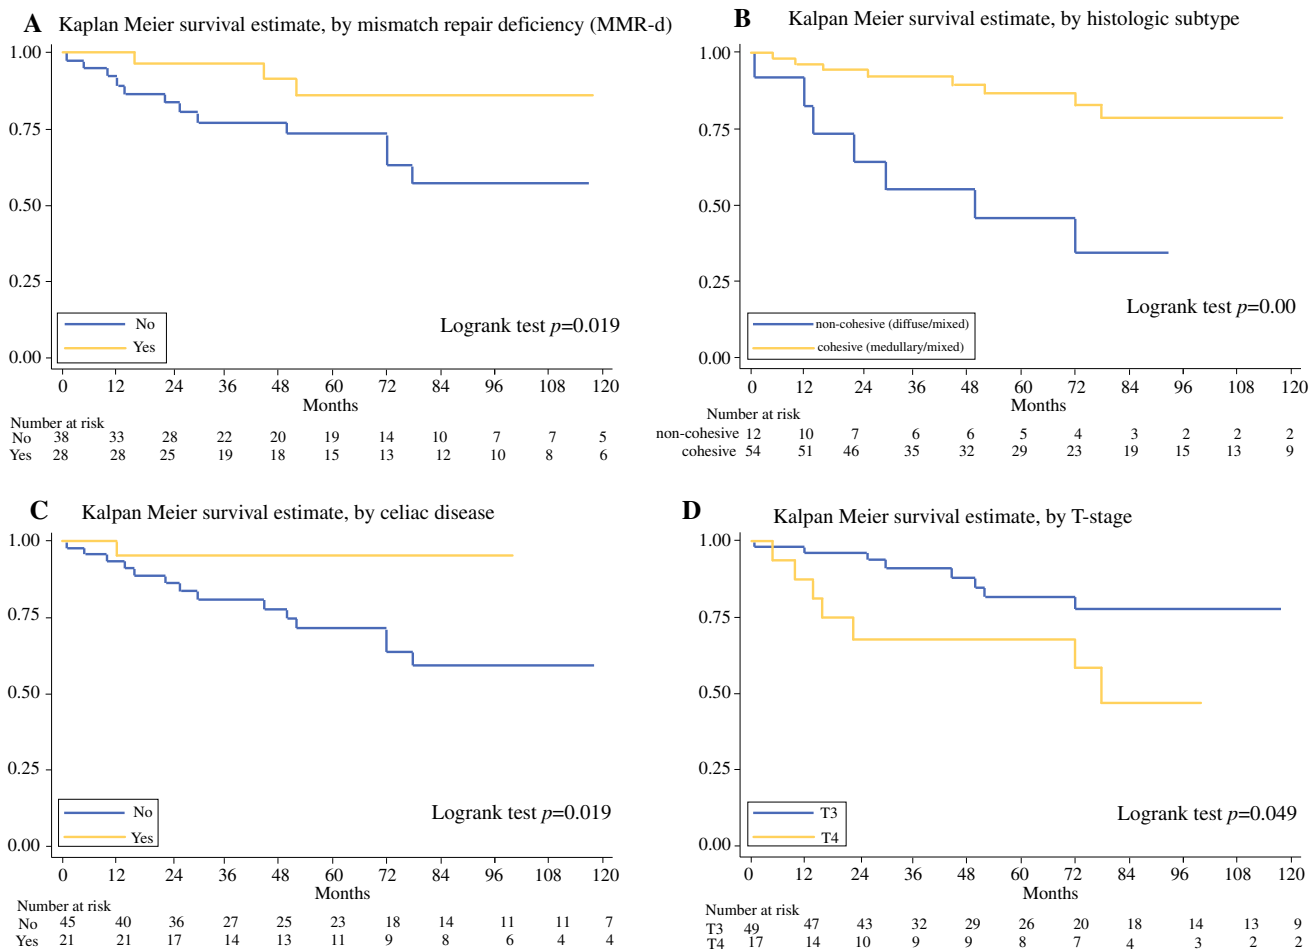 A Kaplan Meier survival estimate, by mismatch repair deficiency (MMR-d)
1.00
0.75
0.50
0.25
0.00
No
Yes
Logrank test p=0.019
0 12 24 36 48 60 72 84 96 108 120
Months
Number at risk
No 38 33 28 22 20 19 14 10 7 7 5
Yes 28 28 25 19 18 15 13 12 10 8 6
B Kalpan Meier survival estimate, by histologic subtype
1.00
0.75
0.50
0.25
0.00
non-cohesive (diffuse/mixed)
cohesive (medullary/mixed)
Logrank test p=0.00
0 12 24 36 48 60 72 84 96 108 120
Months
Number at risk
non-cohesive 12 10 7 6 6 5 4 3 2 2 2
cohesive 54 51 46 35 32 29 23 19 15 13 9
C Kalpan Meier survival estimate, by celiac disease
1.00
0.75
0.50
0.25
0.00
No
Yes
Logrank test p=0.019
0 12 24 36 48 60 72 84 96 108 120
Months
Number at risk
No 45 40 36 27 25 23 18 14 11 11 7
Yes 21 21 17 14 13 11 9 8 6 4 4
D Kalpan Meier survival estimate, by T-stage
1.00
0.75
0.50
0.25
0.00
T3
T4
Logrank test p=0.049
0 12 24 36 48 60 72 84 96 108 120
Months
Number at risk
T3 49 47 43 32 29 26 20 18 14 13 9
T4 17 14 10 9 9 8 7 4 3 2 2